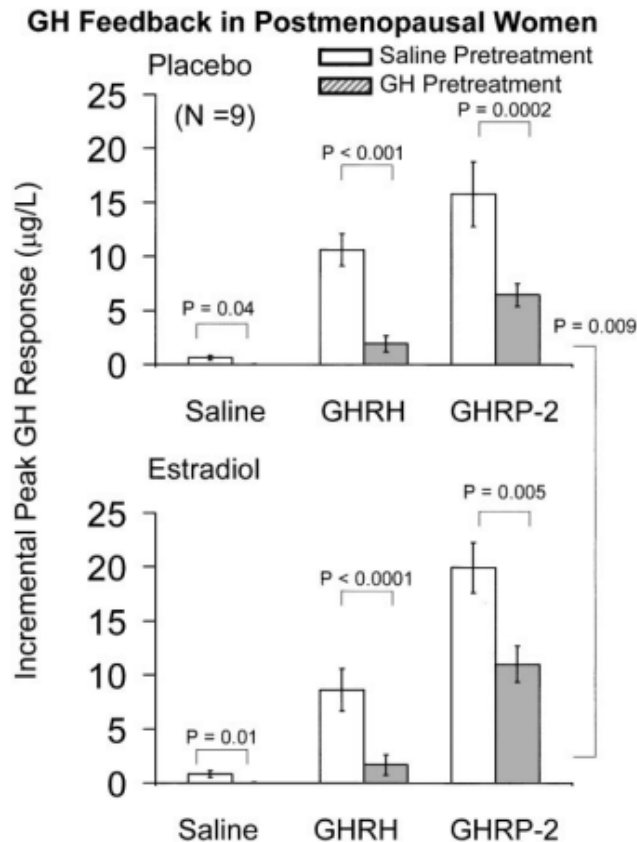 GH Feedback in Postmenopausal Women
Saline Pretreatment
GH Pretreatment
Placebo
(N =9)
Incremental Peak GH Response (µg/L)
25
20
15
10
5
0
P = 0.04
P < 0.001
P = 0.0002
P = 0.009
Saline GHRH GHRP-2
Estradiol
25
20
15
10
5
0
P = 0.01
P < 0.0001
P = 0.005
Saline GHRH GHRP-2